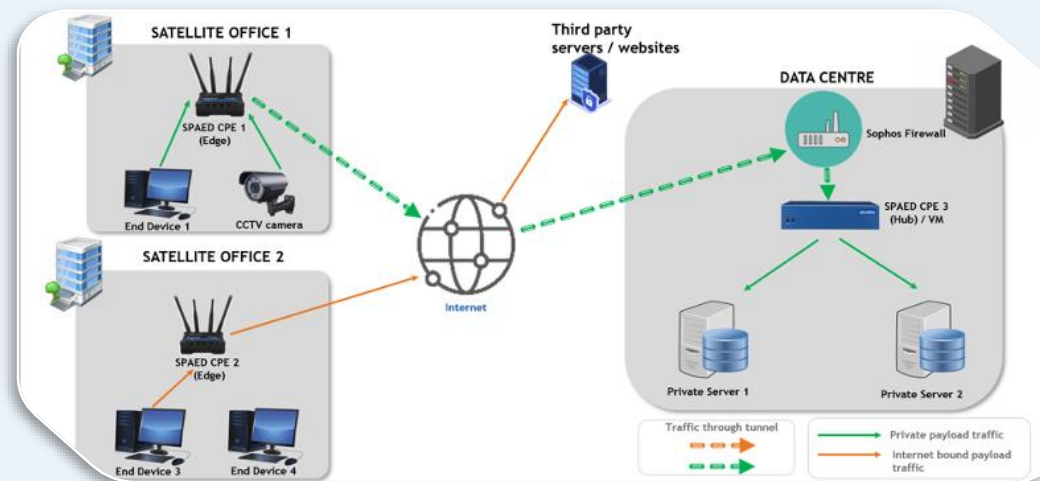 SATELLITE OFFICE 1
SPAED CPE 1
(Edge)
End Device 1
CCTV camera
SATELLITE OFFICE 2
SPAED CPE 2
(Edge)
End Device 3
End Device 4
Internet
Third party
servers / websites
DATA CENTRE
Sophos Firewall
SPAED CPE 3
(Hub) / VM
Private Server 1
Private Server 2
Traffic through tunnel
Private payload traffic
Internet bound payload
traffic